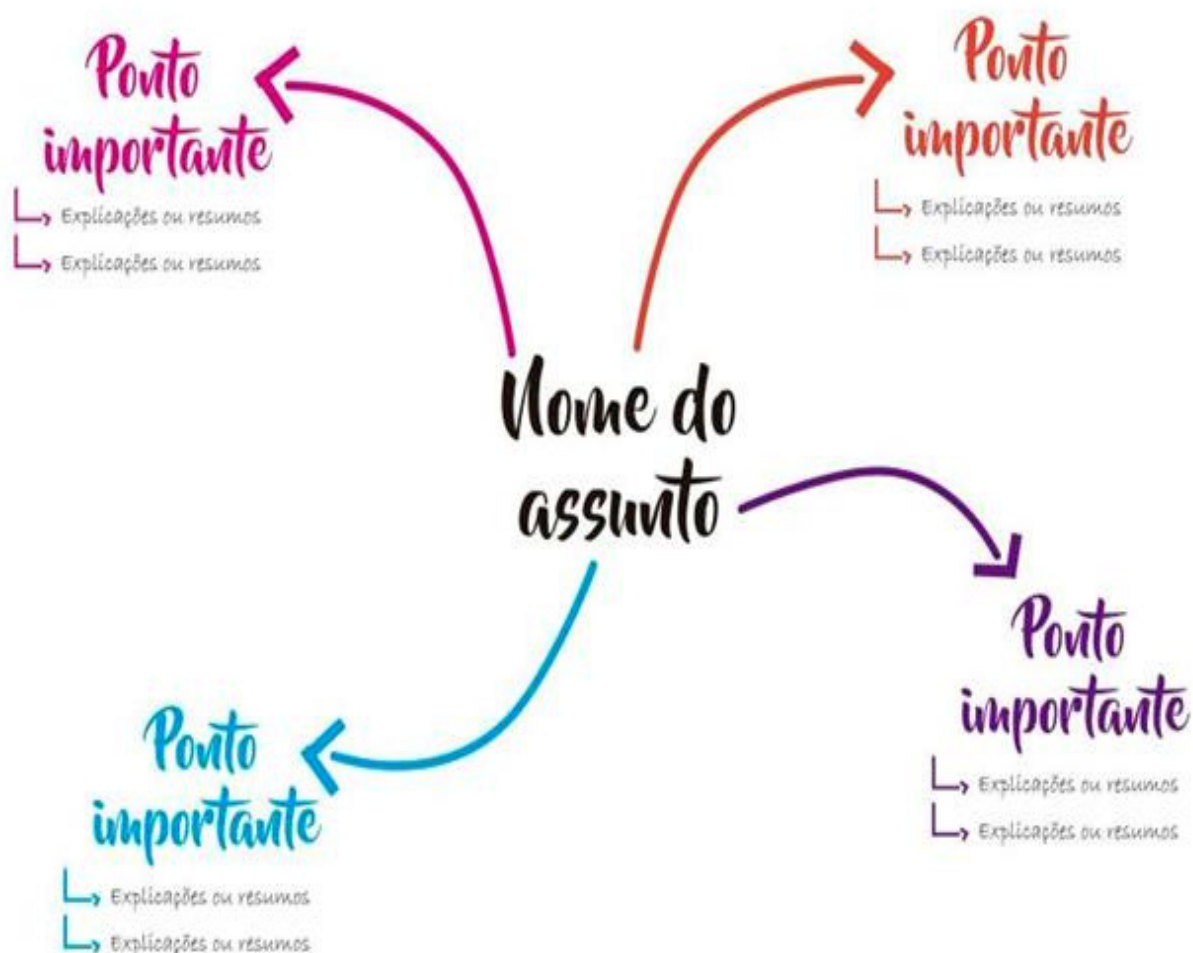 Ponto
importante
Explicações ou resumos
Explicações ou resumos
Ponto
importante
Explicações ou resumos
Explicações ou resumos
Nome do
assunto
Ponto
importante
Explicações ou resumos
Explicações ou resumos
Ponto
importante
Explicações ou resumos
Explicações ou resumos